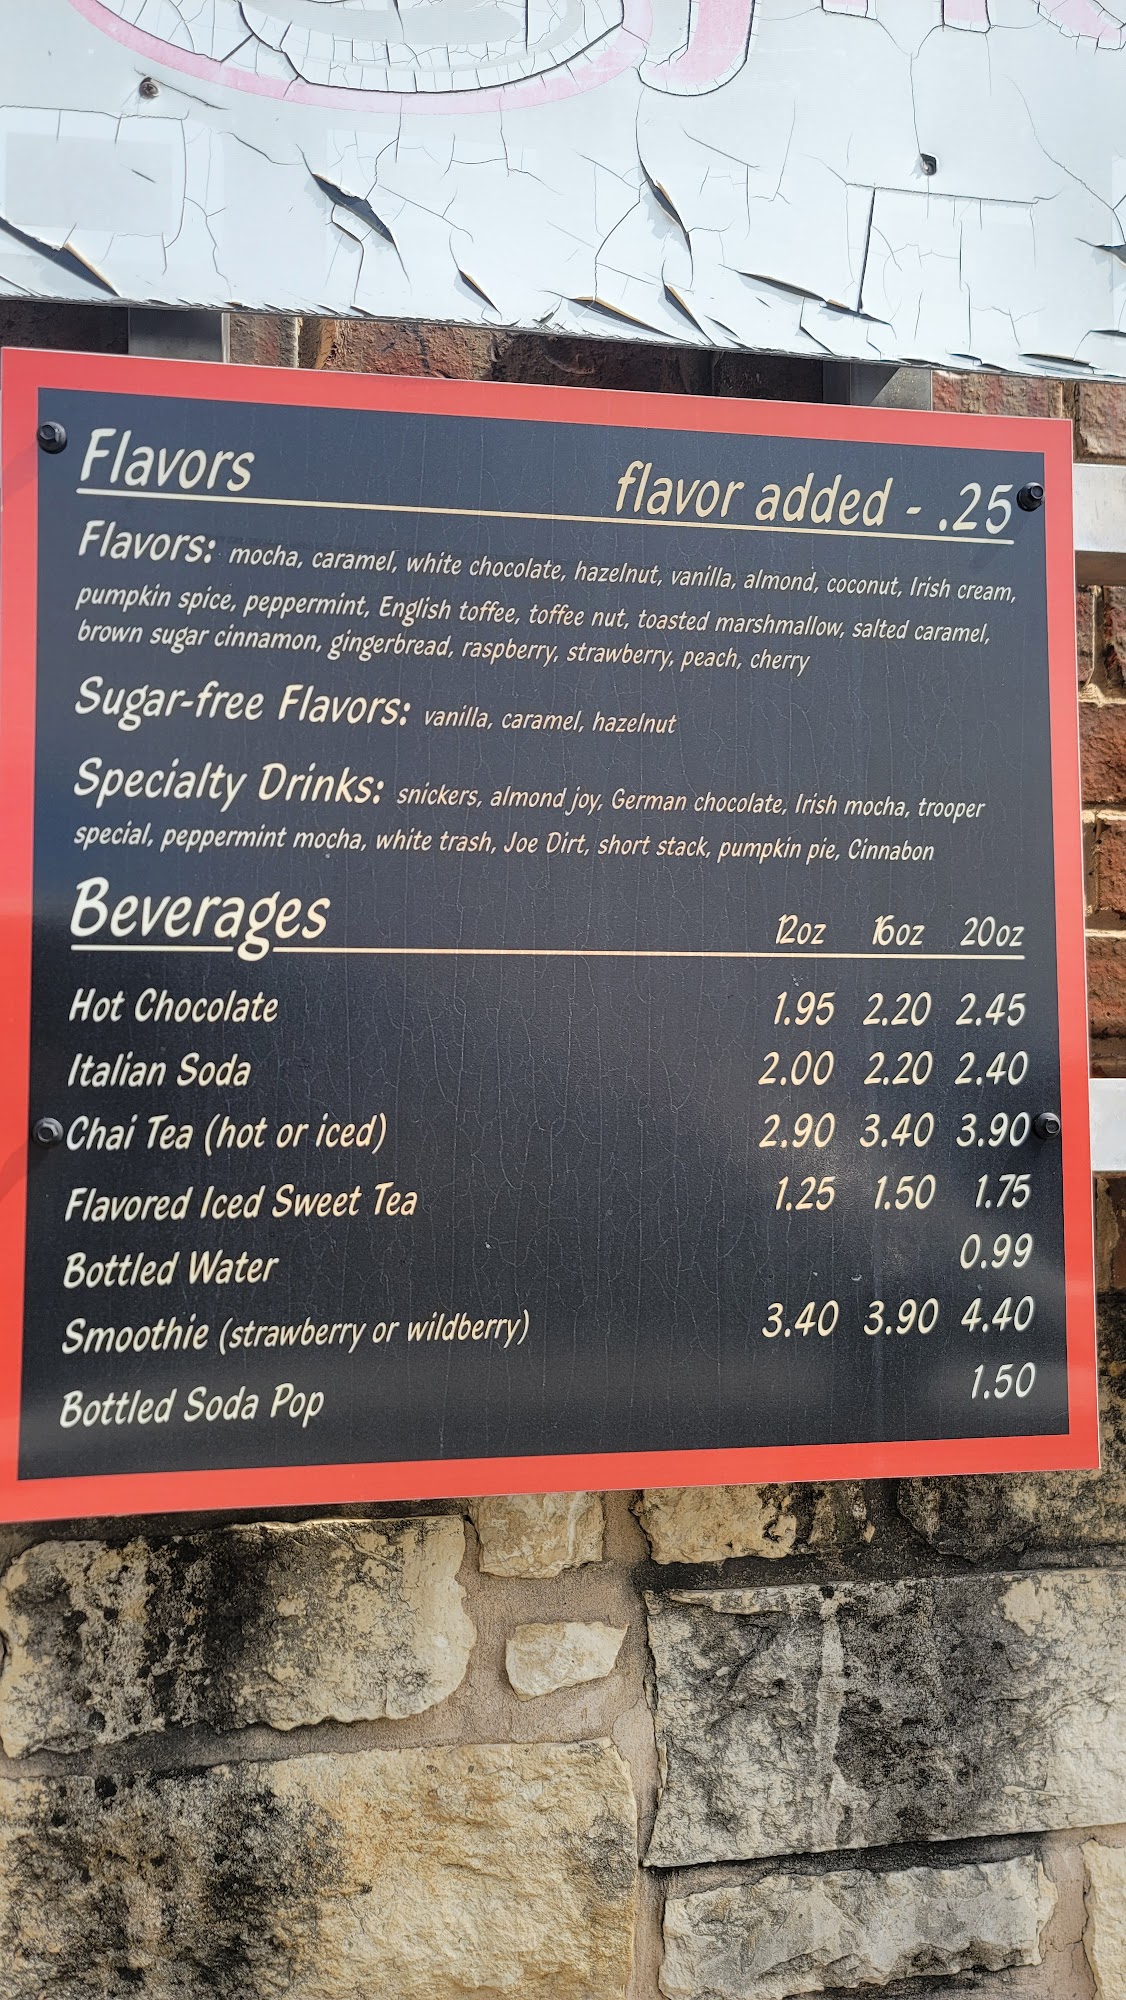 Flavors flavor added - .25
Flavors: mocha, caramel, white chocolate, hazelnut, vanilla, almond, coconut, Irish cream,
pumpkin spice, peppermint, English toffee, toffee nut, toasted marshmallow, salted caramel,
brown sugar cinnamon, gingerbread, raspberry, strawberry, peach, cherry
Sugar-free Flavors: vanilla, caramel, hazelnut
Specialty Drinks: snickers, almond joy, German chocolate, Irish mocha, trooper
special, peppermint mocha, white trash, Joe Dirt, short stack, pumpkin pie, Cinnabon
Beverages 12oz 16oz 20oz
Hot Chocolate 1.95 2.20 2.45
Italian Soda 2.00 2.20 2.40
Chai Tea (hot or iced) 2.90 3.40 3.90
Flavored Iced Sweet Tea 1.25 1.50 1.75
Bottled Water 0.99
Smoothie (strawberry or wildberry) 3.40 3.90 4.40
Bottled Soda Pop 1.50